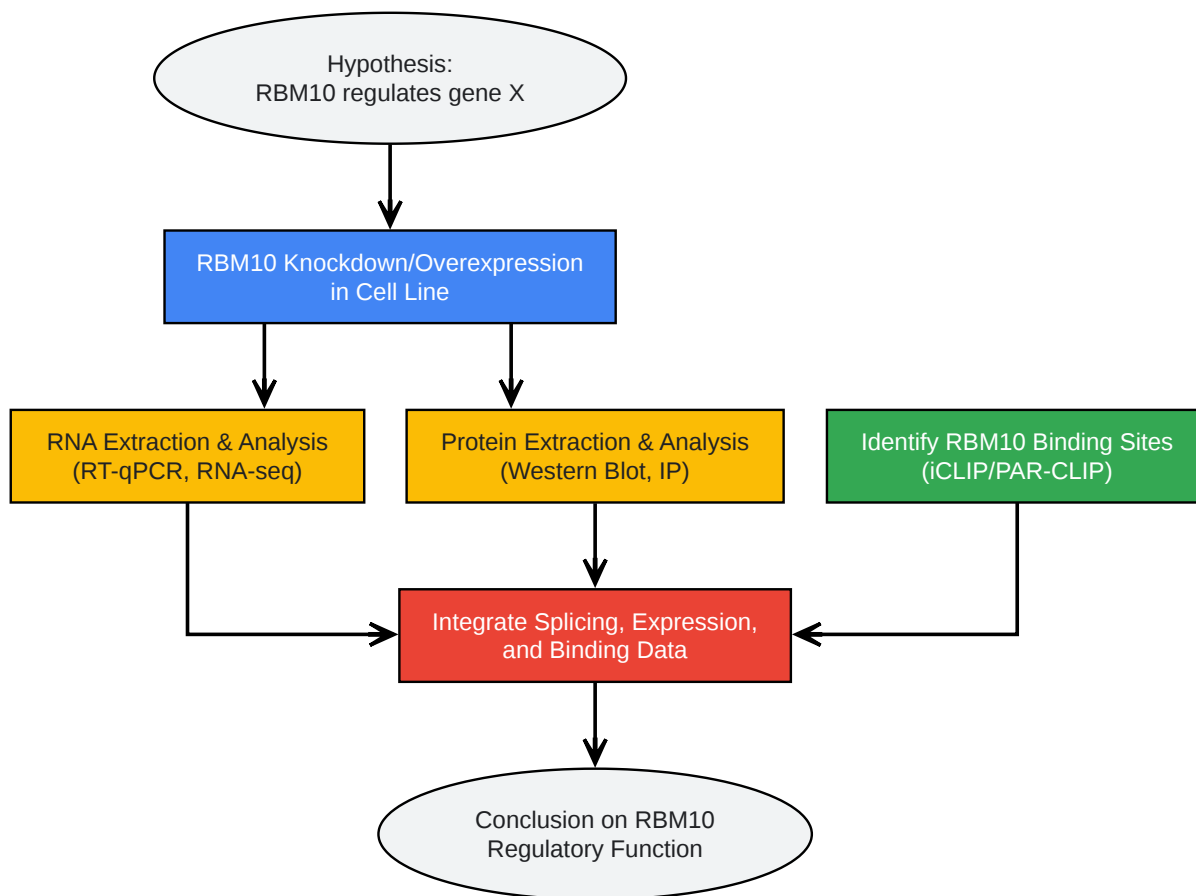 Hypothesis:
RBM10 regulates gene X
RBM10 Knockdown/Overexpression
in Cell Line
RNA Extraction & Analysis
(RT-qPCR, RNA-seq)
Protein Extraction & Analysis
(Western Blot, IP)
Identify RBM10 Binding Sites
(iCLIP/PAR-CLIP)
Integrate Splicing, Expression,
and Binding Data
Conclusion on RBM10
Regulatory Function